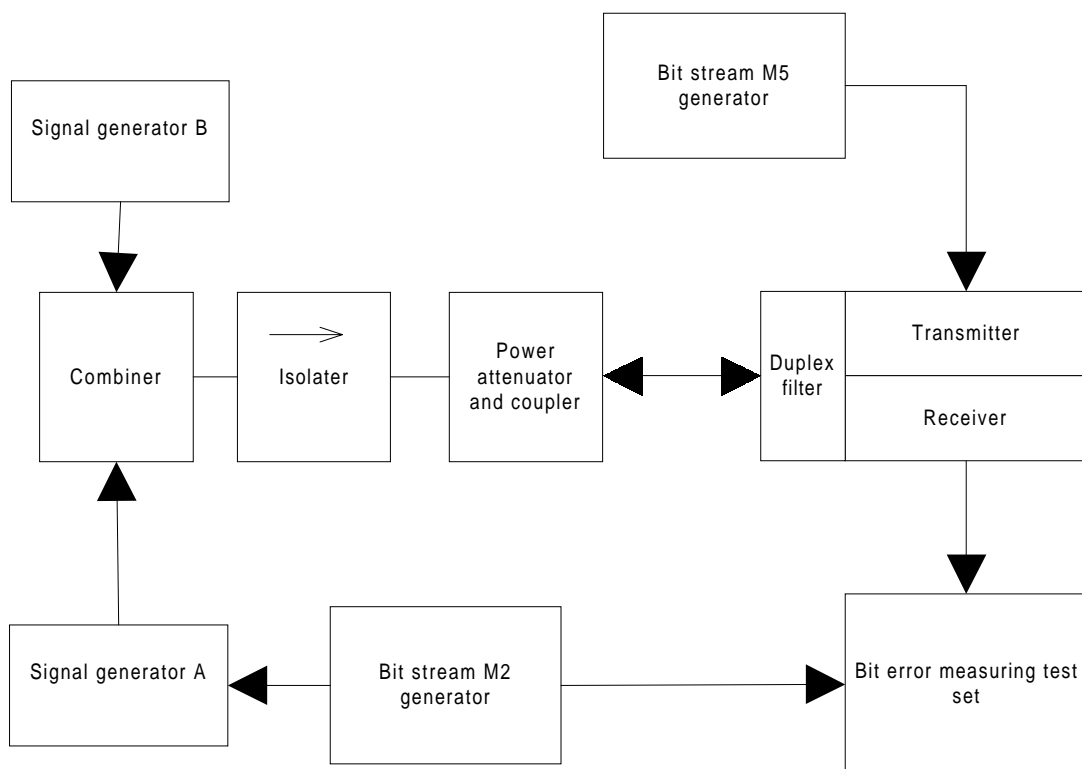 Bit stream M5
generator
Signal generator B
Combiner
Isolater
Power
attenuator
and coupler
Duplex
filter
Transmitter
Receiver
Signal generator A
Bit stream M2
generator
Bit error measuring test
set